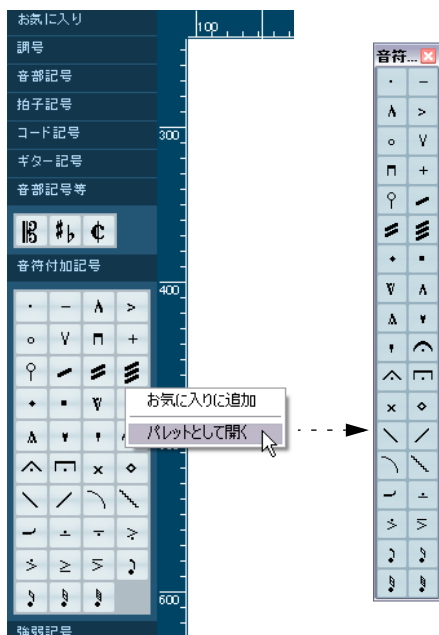 お気に入り
調号
音部記号
拍子記号
コード記号
ギター記号
音部記号等
音符付加記号
強弱記号
100
300
400
600
お気に入りに追加
パレットとして開く
音符...